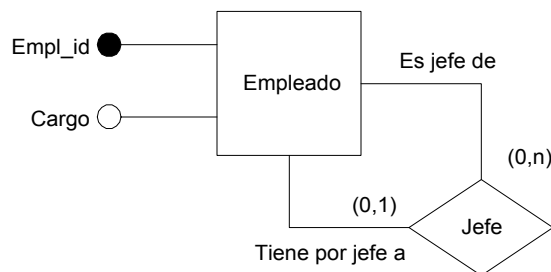 Empl_id
Cargo
Empleado
Es jefe de
(0,n)
(0,1)
Jefe
Tiene por jefe a